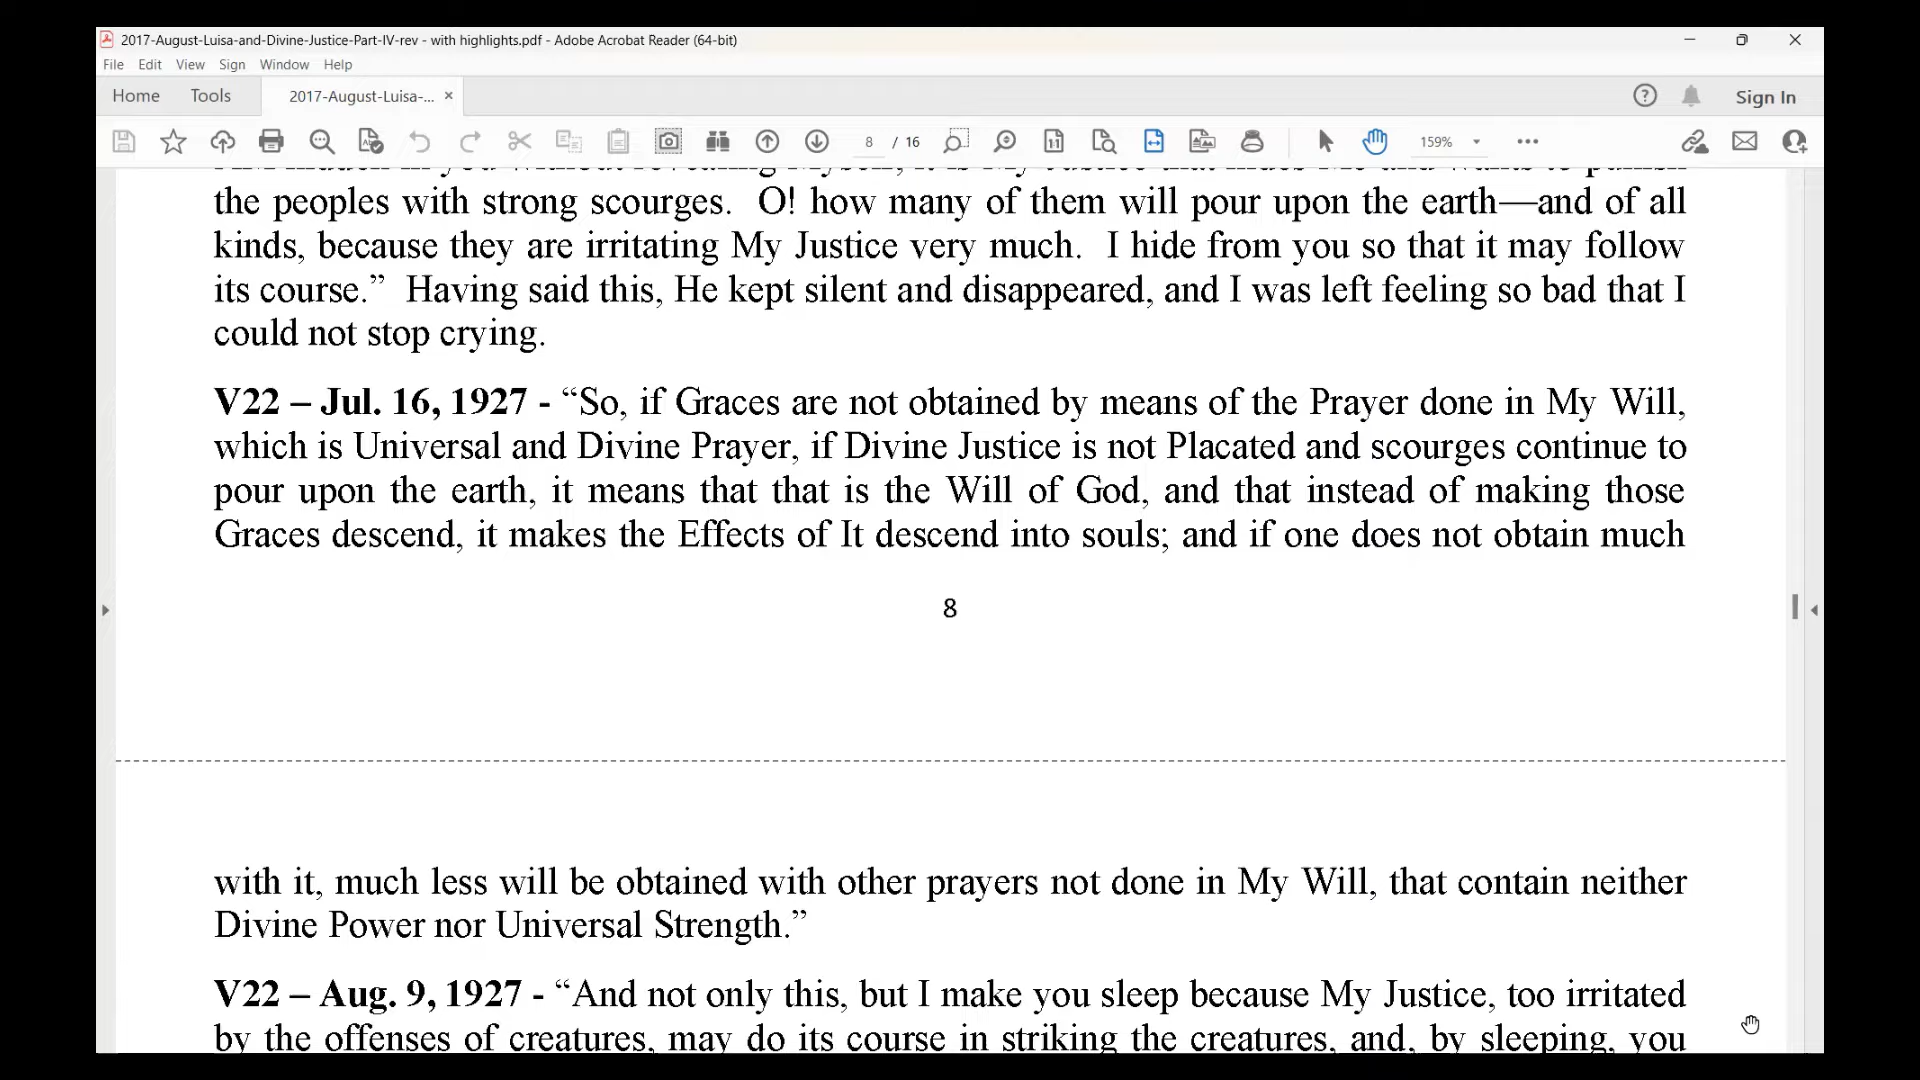 2017-August-Luisa-and-Divine-Justice-Part-IV-rev - with highlights.pdf - Adobe Acrobat Reader (64-bit)
File Edit View Sign Window Help
Home Tools 2017-August-Luisa-... × Sign In
8 / 16 159%
the peoples with strong scourges. O! how many of them will pour upon the earth—and of all
kinds, because they are irritating My Justice very much. I hide from you so that it may follow
its course.” Having said this, He kept silent and disappeared, and I was left feeling so bad that I
could not stop crying.
V22 – Jul. 16, 1927 - “So, if Graces are not obtained by means of the Prayer done in My Will,
which is Universal and Divine Prayer, if Divine Justice is not Placated and scourges continue to
pour upon the earth, it means that that is the Will of God, and that instead of making those
Graces descend, it makes the Effects of It descend into souls; and if one does not obtain much
8
with it, much less will be obtained with other prayers not done in My Will, that contain neither
Divine Power nor Universal Strength.”
V22 – Aug. 9, 1927 - “And not only this, but I make you sleep because My Justice, too irritated
by the offenses of creatures, may do its course in striking the creatures, and, by sleeping, you